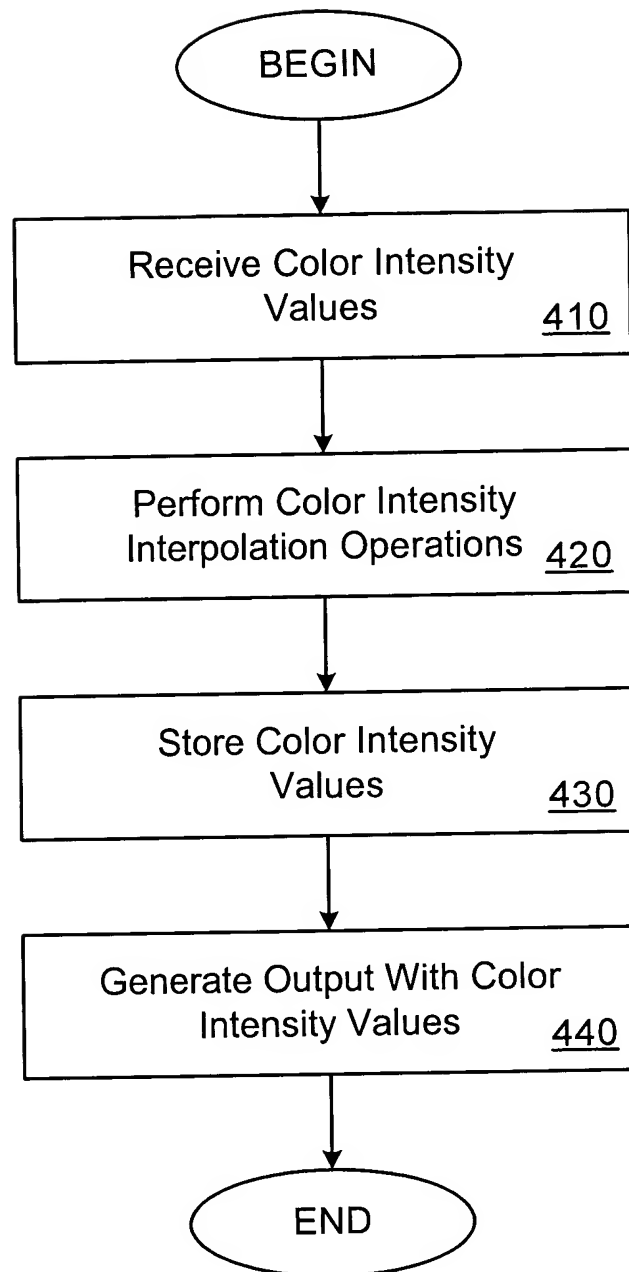 BEGIN
Receive Color Intensity
Values
410
Perform Color Intensity
Interpolation Operations
420
Store Color Intensity
Values
430
Generate Output With Color
Intensity Values
440
END